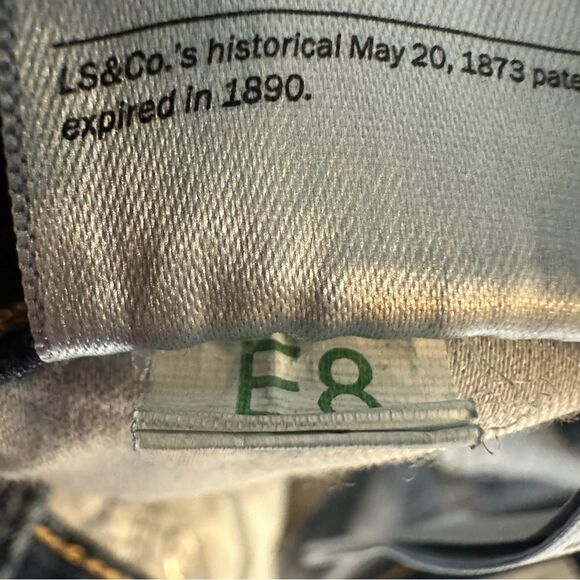 LS&Co.'s historical May 20, 1873 pate
expired in 1890.
E8